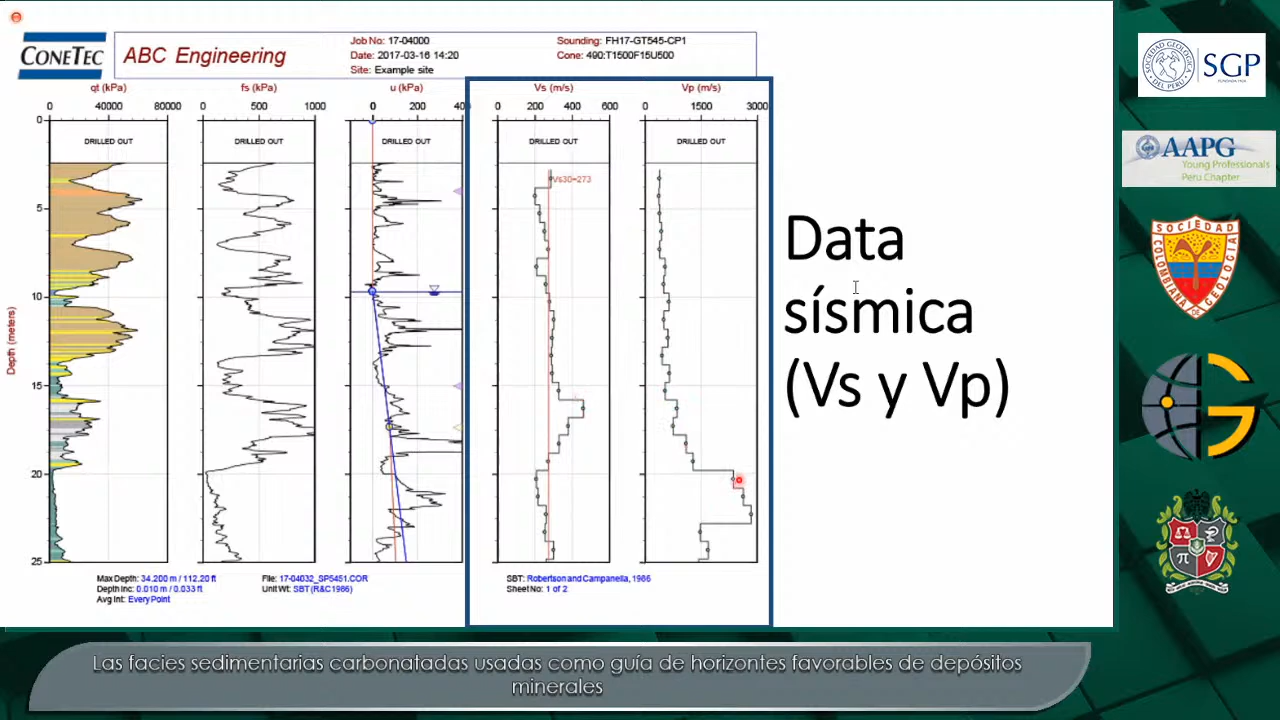 CONETEC
ABC Engineering
Job No: 17-04000
Date: 2017-03-16 14:20
Site: Example site
Sounding: FH17-GT545-CP1
Cone: 490:T1500F15U500
qt (kPa)
fs (kPa)
u (kPa)
Vs (m/s)
Vp (m/s)
0 40000 80000
0 500 1000
0 200
0 200 400 600
0 1500 3000
DRILLED OUT
DRILLED OUT
DRILLED OUT
DRILLED OUT
DRILLED OUT
Vs30=273
Depth (meters)
0
5
10
15
20
25
Max Depth: 34.200 m / 112.20 ft
Depth Inc: 0.010 m / 0.033 ft
Avg Int: Every Point
File: 17-04032_SP5451.COR
Unit Wt: SBT (R&C1986)
SBT: Robertson and Campanella, 1986
Sheet No: 1 of 2
Data
sísmica
(Vs y Vp)
SGP
SOCIEDAD GEOLÓGICA DEL PERÚ
AAPG
Young Professionals
Peru Chapter
SOCIEDAD
COLOMBIANA DE GEOLOGIA
Las facies sedimentarias carbonatadas usadas como guía de horizontes favorables de depósitos
minerales